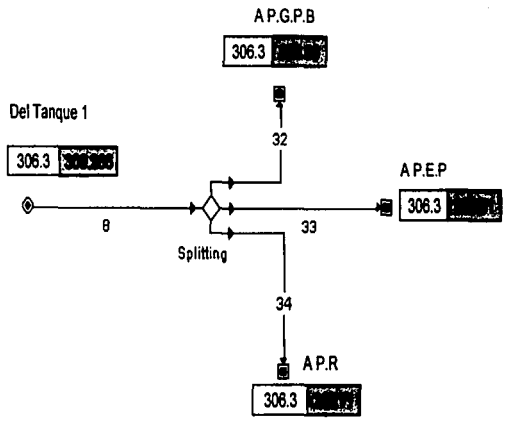 A P.G.P.B
306.3
Del Tanque 1
306.3
32
A P.E.P
306.3
8
33
Splitting
34
A P.R
306.3